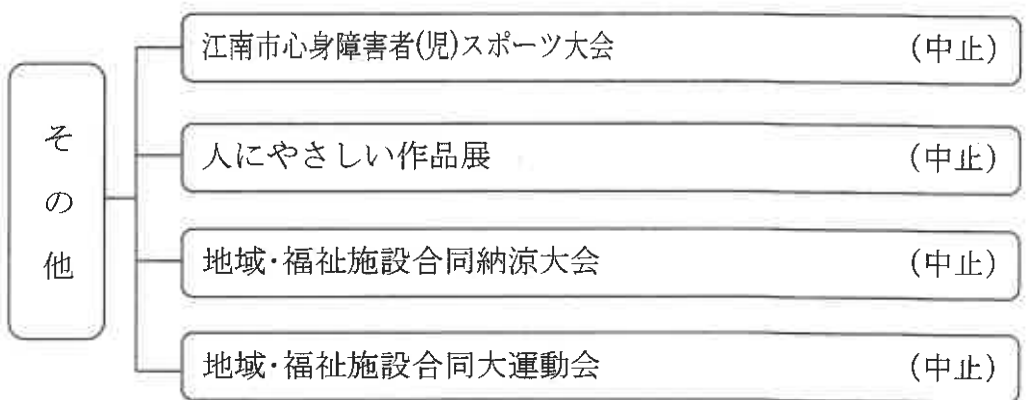 その他
江南市心身障害者(児)スポーツ大会 (中止)
人にやさしい作品展 (中止)
地域・福祉施設合同納涼大会 (中止)
地域・福祉施設合同大運動会 (中止)